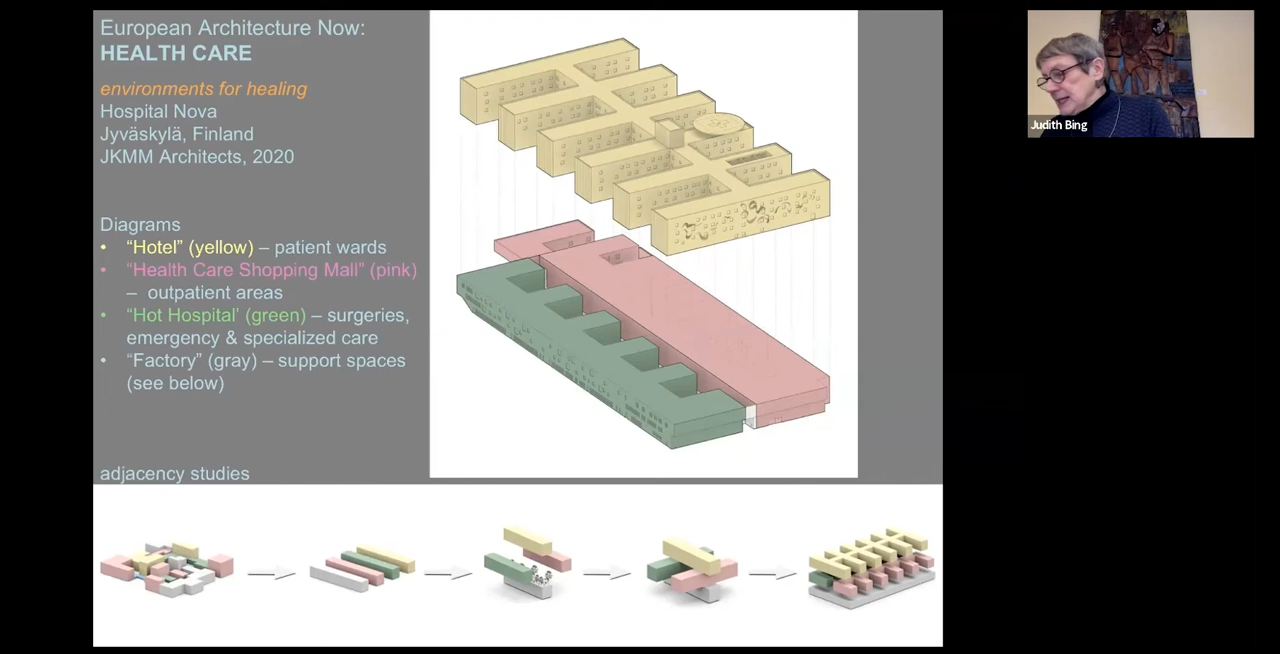 European Architecture Now:
HEALTH CARE
environments for healing
Hospital Nova
Jyväskylä, Finland
JKMM Architects, 2020
Diagrams
• “Hotel” (yellow) – patient wards
• “Health Care Shopping Mall” (pink)
– outpatient areas
• “Hot Hospital’ (green) – surgeries,
emergency & specialized care
• “Factory” (gray) – support spaces
(see below)
adjacency studies
Judith Bing